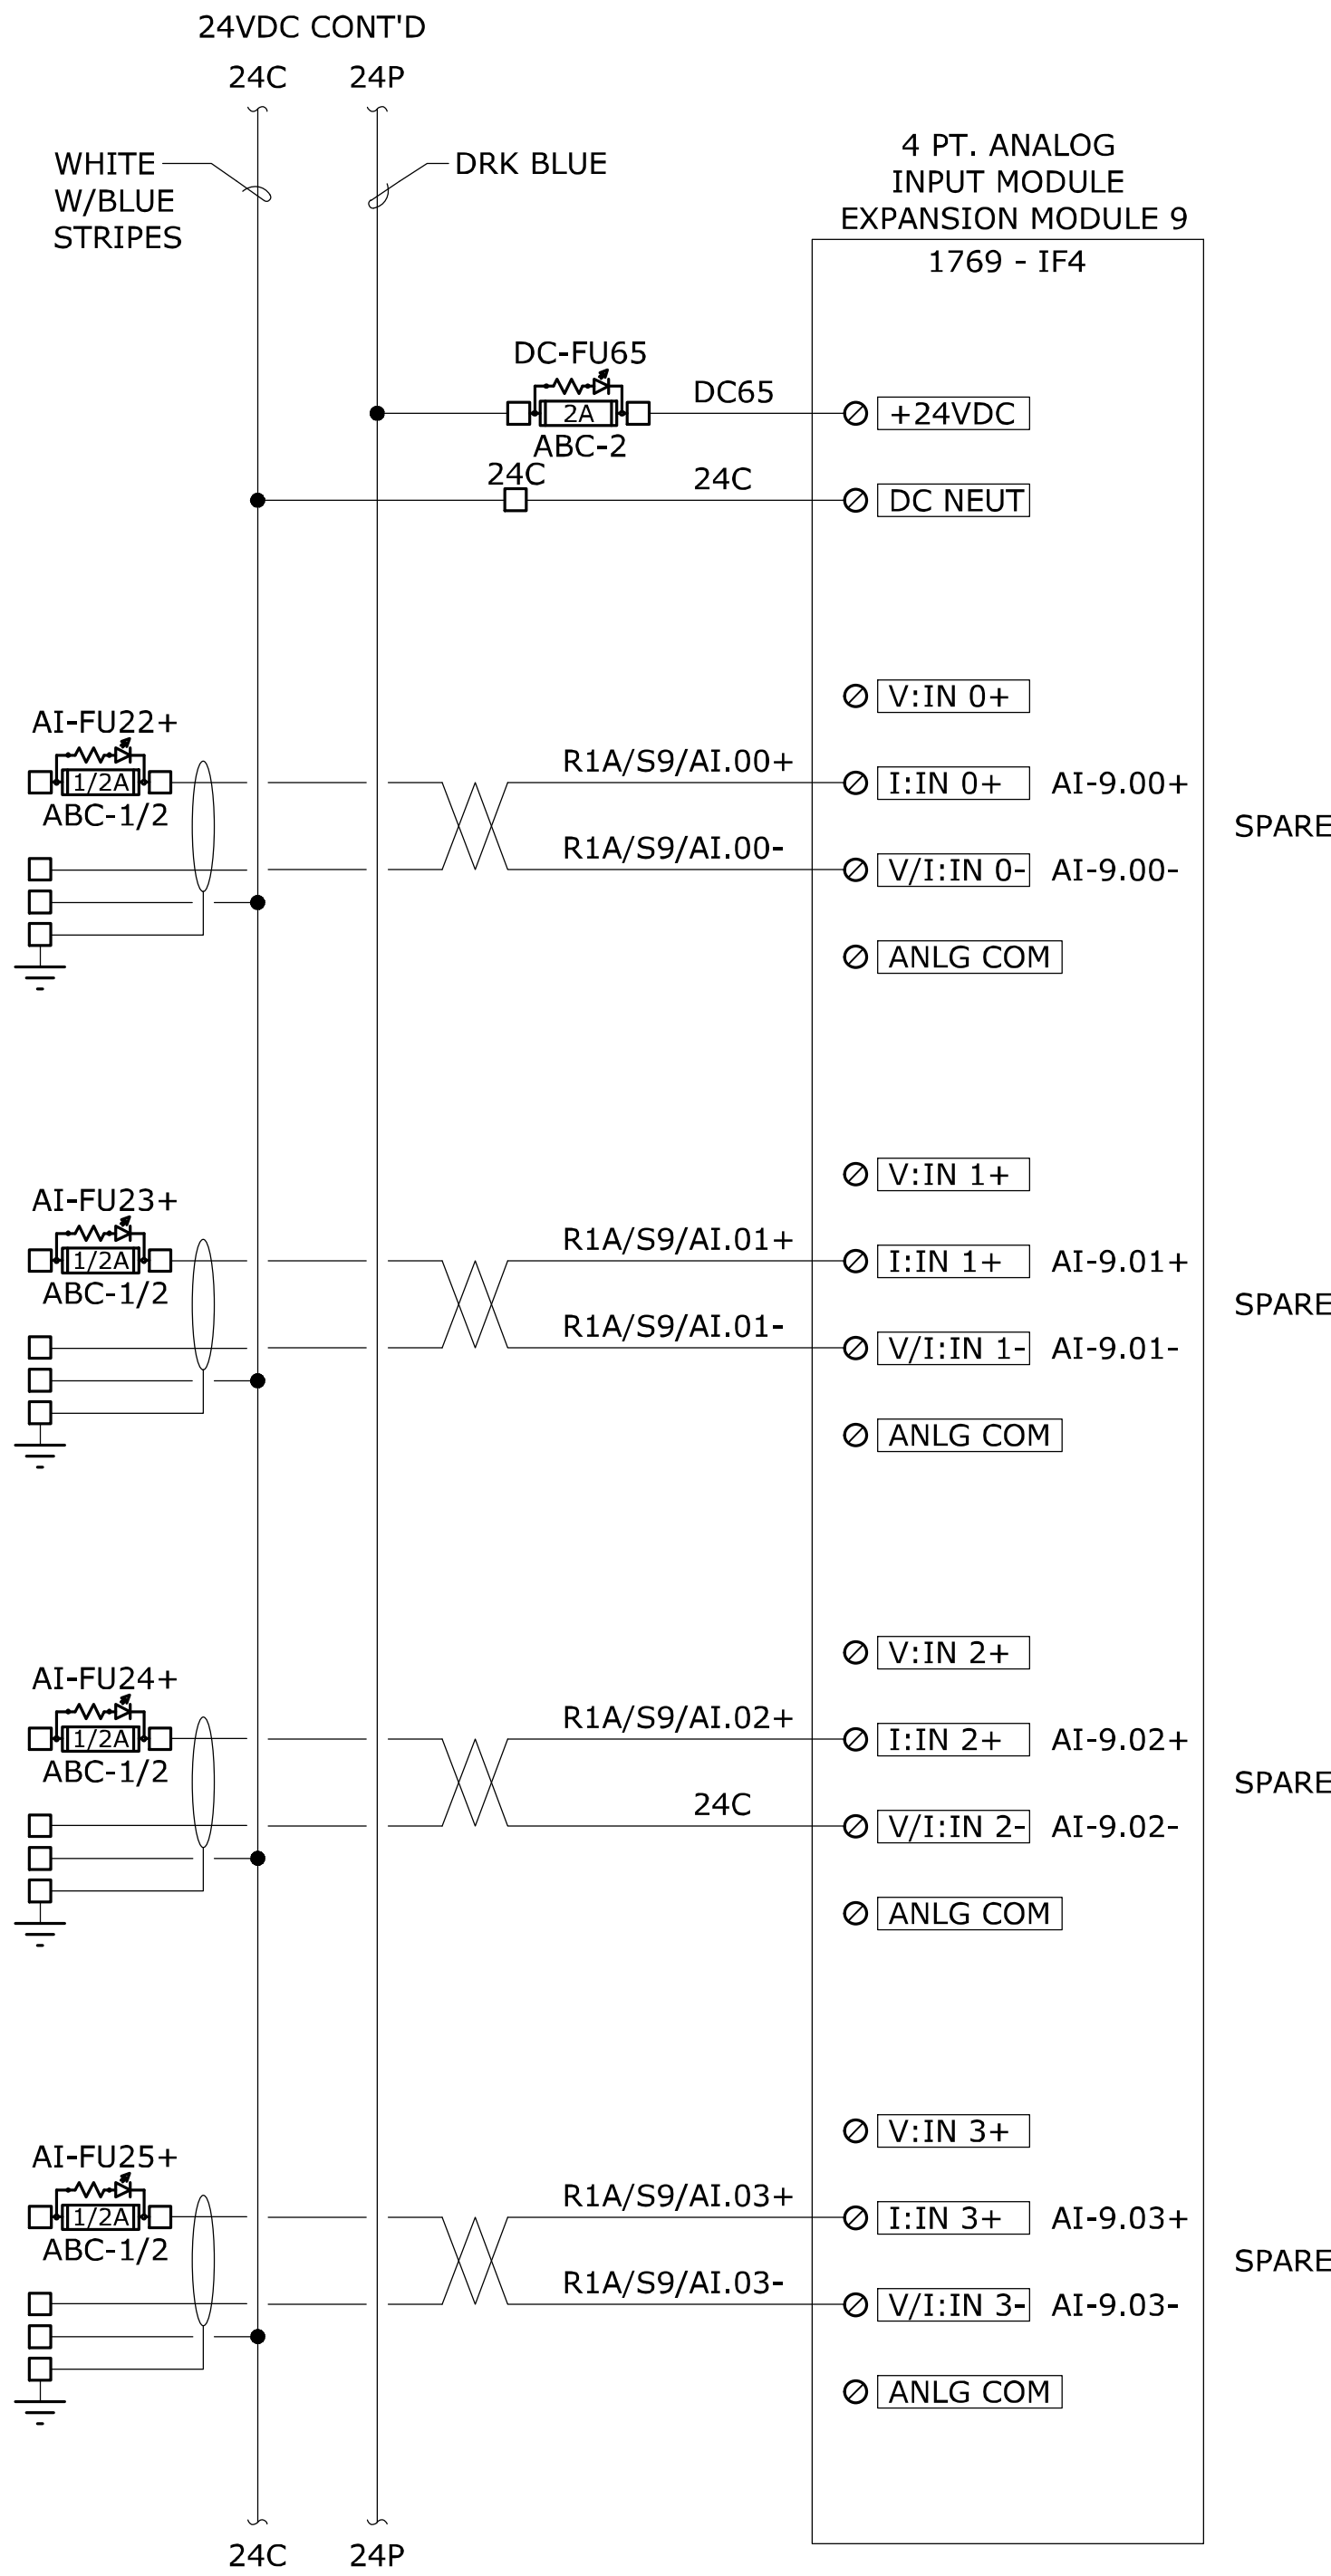 24VDC CONT'D
24C
24P
WHITE
W/BLUE
STRIPES
DRK BLUE
4 PT. ANALOG
INPUT MODULE
EXPANSION MODULE 9
1769 - IF4
DC-FU65
2A
ABC-2
DC65
+24VDC
24C
24C
DC NEUT
V:IN 0+
AI-FU22+
1/2A
ABC-1/2
R1A/S9/AI.00+
I:IN 0+
AI-9.00+
SPARE
R1A/S9/AI.00-
V/I:IN 0-
AI-9.00-
ANLG COM
V:IN 1+
AI-FU23+
1/2A
ABC-1/2
R1A/S9/AI.01+
I:IN 1+
AI-9.01+
SPARE
R1A/S9/AI.01-
V/I:IN 1-
AI-9.01-
ANLG COM
V:IN 2+
AI-FU24+
1/2A
ABC-1/2
R1A/S9/AI.02+
I:IN 2+
AI-9.02+
SPARE
24C
V/I:IN 2-
AI-9.02-
ANLG COM
V:IN 3+
AI-FU25+
1/2A
ABC-1/2
R1A/S9/AI.03+
I:IN 3+
AI-9.03+
SPARE
R1A/S9/AI.03-
V/I:IN 3-
AI-9.03-
ANLG COM
24C
24P